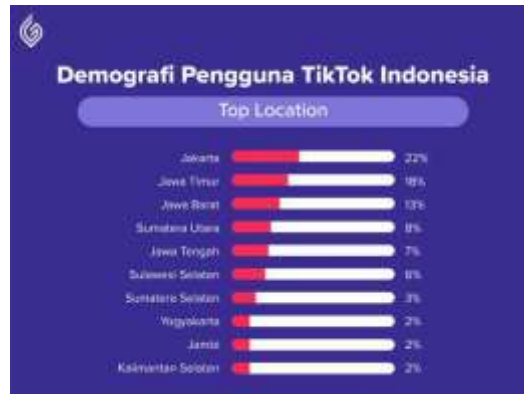 Demografi Pengguna TikTok Indonesia
Top Location
Jakarta 22%
Jawa Timur 18%
Jawa Barat 13%
Sumatera Utara 8%
Jawa Tengah 7%
Sulawesi Selatan 6%
Sumatera Selatan 3%
Yogyakarta 2%
Jambi 2%
Kalimantan Selatan 2%